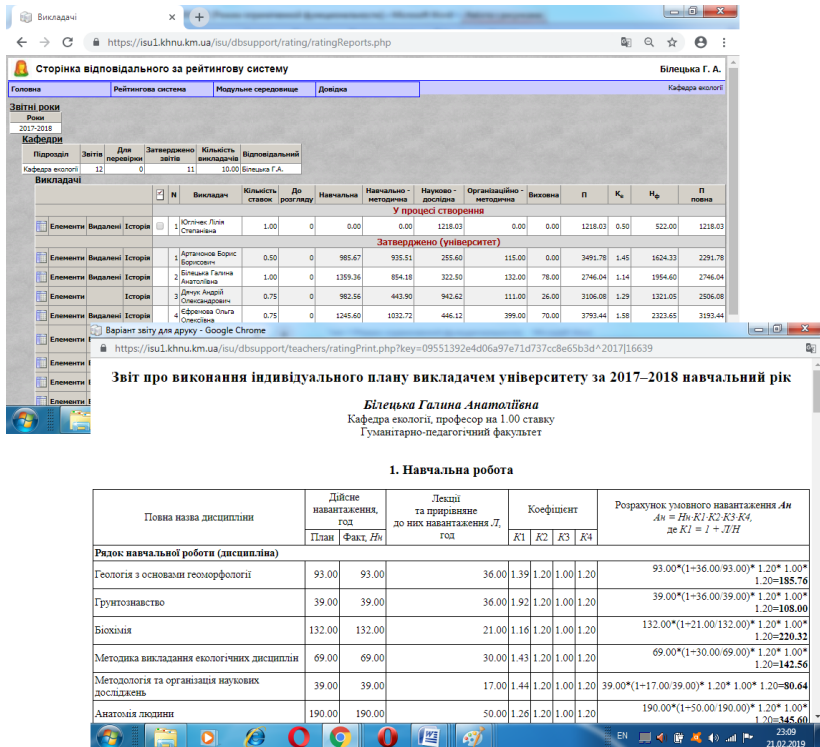 Викладачі
https://isu1.khnu.km.ua/isu/dbsupport/rating/ratingReports.php
Сторінка відповідального за рейтингову систему Білецька Г. А.
Головна Рейтингова система Модульне середовище Довідка Кафедра екології
Звітні роки
Роки
2017-2018
Кафедри
Підрозділ Звітів Для перевірки Затверджено звітів Кількість викладачів Відповідальний
Кафедра екології 12 0 11 10.00 Білецька Г.А.
Викладачі
N Викладач Кількість ставок До розгляду Навчальна Навчально - методична Науково - дослідна Організаційно - методична Виховна П Кн Нф П повна
У процесі створення
Елементи Видалені Історія 1 Юглічек Лілія Степанівна 1.00 0 0.00 0.00 1218.03 0.00 0.00 1218.03 0.50 522.00 1218.03
Затверджено (університет)
Елементи Видалені Історія 1 Артамонов Борис Борисович 0.50 0 985.67 935.51 255.60 115.00 0.00 3491.78 1.45 1624.33 2291.78
Елементи Видалені Історія 2 Білецька Галина Анатоліївна 1.00 0 1359.36 854.18 322.50 132.00 78.00 2746.04 1.14 1954.60 2746.04
Елементи Історія 3 Дячук Андрій Олександрович 0.75 0 982.56 443.90 942.62 111.00 26.00 3106.08 1.29 1321.05 2506.08
Елементи Видалені Історія 4 Єфремова Ольга Олексіївна 0.75 0 1245.60 1032.72 446.12 399.00 70.00 3793.44 1.58 2323.65 3193.44
Елементи
Елементи
Елементи
Елементи
Варіант звіту для друку - Google Chrome
https://isu1.khnu.km.ua/isu/dbsupport/teachers/ratingPrint.php?key=09551392e4d06a97e71d737cc8e65b3d^2017|16639
Звіт про виконання індивідуального плану викладачем університету за 2017–2018 навчальний рік
Білецька Галина Анатоліївна
Кафедра екології, професор на 1.00 ставку
Гуманітарно-педагогічний факультет
1. Навчальна робота
Повна назва дисципліни Дійсне навантаження, год Лекції та прирівняне до них навантаження Л, год Коефіцієнт Розрахунок умовного навантаження Ан
Ан = Нн·К1·К2·К3·К4,
де К1 = 1 + Л/Н
План Факт, Нн К1 К2 К3 К4
Рядок навчальної роботи (дисципліна)
Геологія з основами геоморфології 93.00 93.00 36.00 1.39 1.20 1.00 1.20 93.00*(1+36.00/93.00)* 1.20* 1.00* 1.20=185.76
Грунтознавство 39.00 39.00 36.00 1.92 1.20 1.00 1.20 39.00*(1+36.00/39.00)* 1.20* 1.00* 1.20=108.00
Біохімія 132.00 132.00 21.00 1.16 1.20 1.00 1.20 132.00*(1+21.00/132.00)* 1.20* 1.00* 1.20=220.32
Методика викладання екологічних дисциплін 69.00 69.00 30.00 1.43 1.20 1.00 1.20 69.00*(1+30.00/69.00)* 1.20* 1.00* 1.20=142.56
Методологія та організація наукових досліджень 39.00 39.00 17.00 1.44 1.20 1.00 1.20 39.00*(1+17.00/39.00)* 1.20* 1.00* 1.20=80.64
Анатомія людини 190.00 190.00 50.00 1.26 1.20 1.00 1.20 190.00*(1+50.00/190.00)* 1.20* 1.00* 1.20=345.60
EN 23:09
21.02.2019